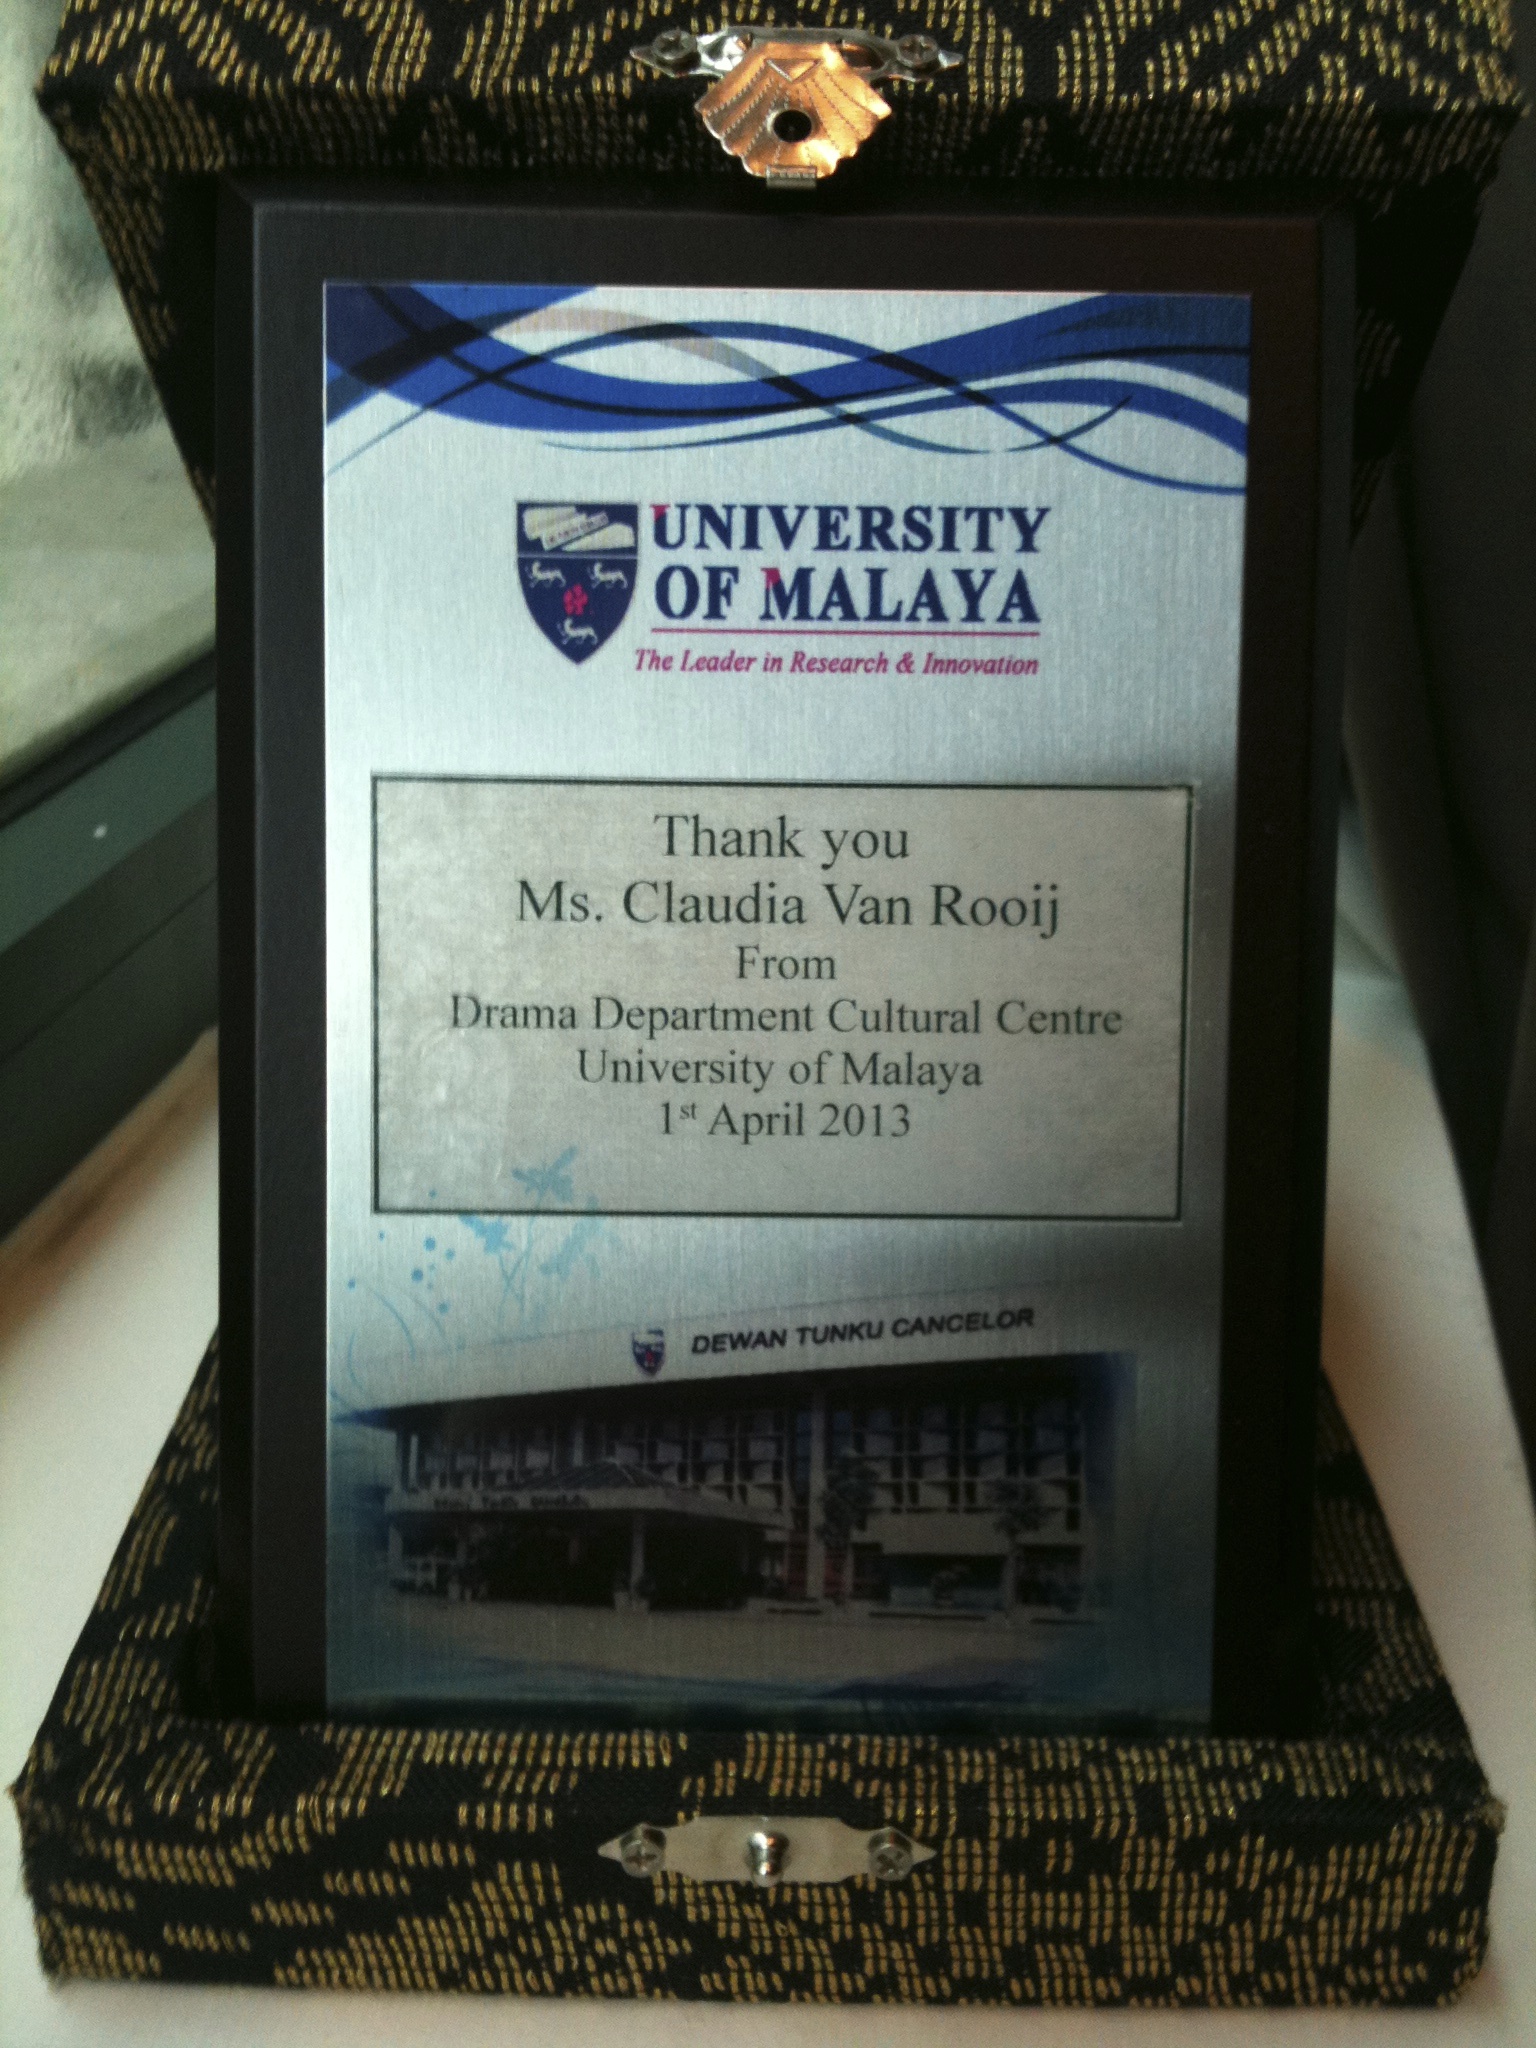 UNIVERSITY
OF MALAYA
The Leader in Research & Innovation
Thank you
Ms. Claudia Van Rooij
From
Drama Department Cultural Centre
University of Malaya
1st April 2013
DEWAN TUNKU CANCELOR